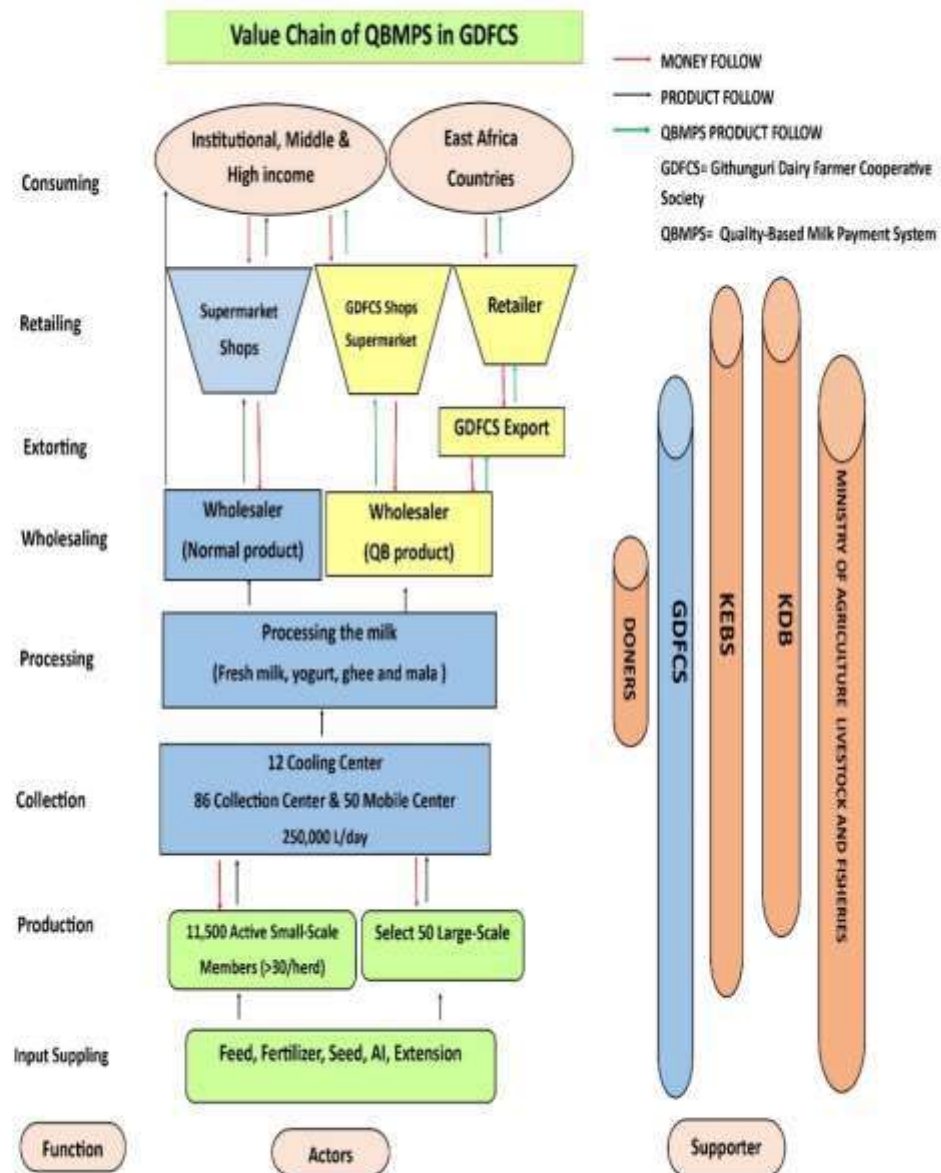 Value Chain of QBMPS in GDFCS
MONEY FOLLOW
PRODUCT FOLLOW
QBMPS PRODUCT FOLLOW
GDFCS= Githunguri Dairy Farmer Cooperative
Society
QBMPS= Quality-Based Milk Payment System
Consuming
Institutional, Middle &
High income
East Africa
Countries
Retailing
Supermarket
Shops
GDFCS Shops
Supermarket
Retailer
Extorting
GDFCS Export
Wholesaling
Wholesaler
(Normal product)
Wholesaler
(QB product)
Processing
Processing the milk
(Fresh milk, yogurt, ghee and mala )
Collection
12 Cooling Center
86 Collection Center & 50 Mobile Center
250,000 L/day
Production
11,500 Active Small-Scale
Members (>30/herd)
Select 50 Large-Scale
Input Suppling
Feed, Fertilizer, Seed, AI, Extension
DONERS
GDFCS
KEBS
KDB
MINISTRY OF AGRICULTURE LIVESTOCK AND FISHERIES
Function
Actors
Supporter